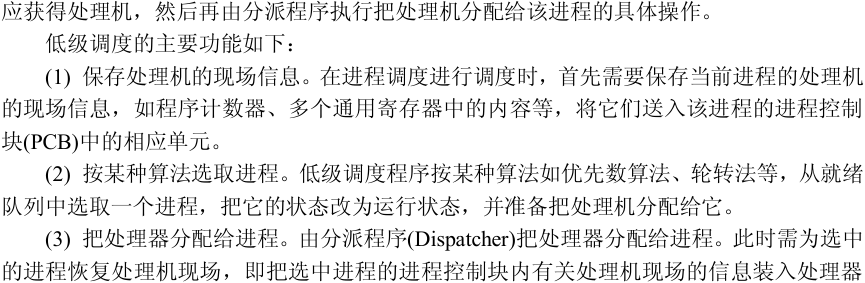 应获得处理机，然后再由分派程序执行把处理机分配给该进程的具体操作。
低级调度的主要功能如下：
(1) 保存处理机的现场信息。在进程调度进行调度时，首先需要保存当前进程的处理机
的现场信息，如程序计数器、多个通用寄存器中的内容等，将它们送入该进程的进程控制
块(PCB)中的相应单元。
(2) 按某种算法选取进程。低级调度程序按某种算法如优先数算法、轮转法等，从就绪
队列中选取一个进程，把它的状态改为运行状态，并准备把处理机分配给它。
(3) 把处理器分配给进程。由分派程序(Dispatcher)把处理器分配给进程。此时需为选中
的进程恢复处理机现场，即把选中进程的进程控制块内有关处理机现场的信息装入处理器